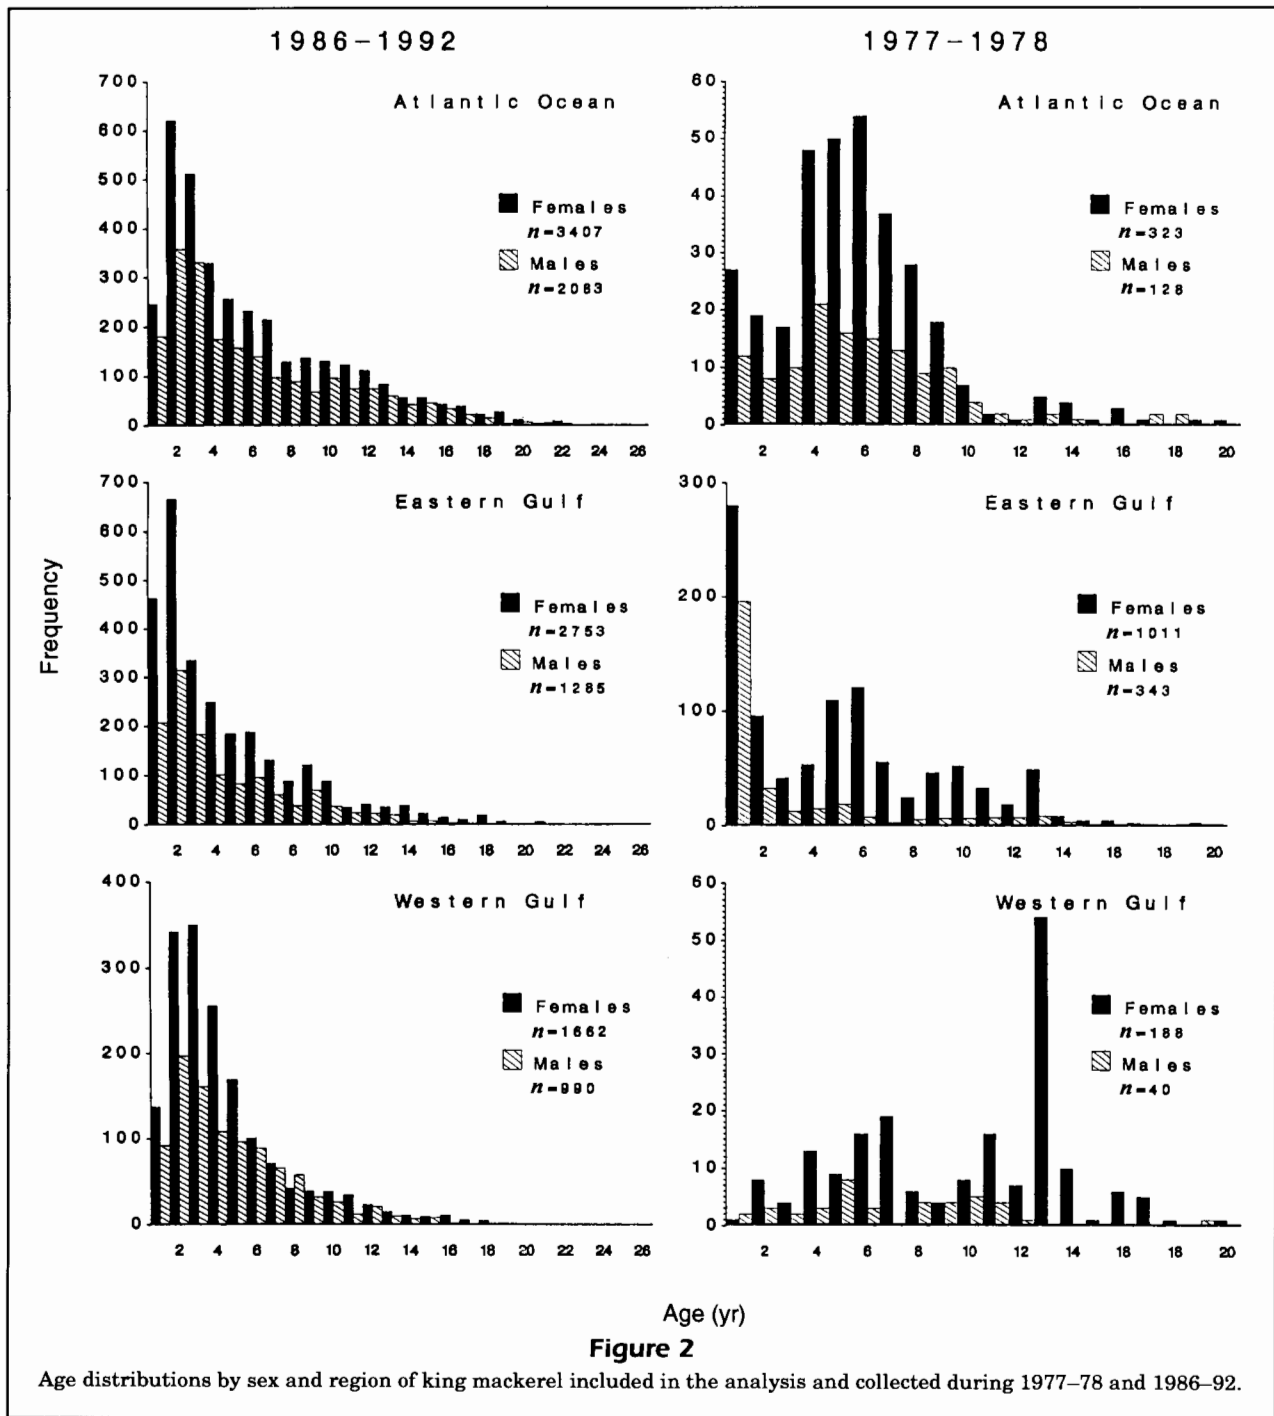 1986–1992
1977–1978
Atlantic Ocean
700
600
500
400
300
200
100
0
Females
n=3407
Males
n=2083
2 4 6 8 10 12 14 16 18 20 22 24 26
Atlantic Ocean
60
50
40
30
20
10
0
Females
n=323
Males
n=128
2 4 6 8 10 12 14 16 18 20
Frequency
Eastern Gulf
700
600
500
400
300
200
100
0
Females
n=2753
Males
n=1285
2 4 6 8 10 12 14 16 18 20 22 24 26
Eastern Gulf
300
200
100
0
Females
n=1011
Males
n=343
2 4 6 8 10 12 14 16 18 20
Western Gulf
400
300
200
100
0
Females
n=1662
Males
n=990
2 4 6 8 10 12 14 16 18 20 22 24 26
Western Gulf
60
50
40
30
20
10
0
Females
n=188
Males
n=40
2 4 6 8 10 12 14 16 18 20
Age (yr)
Figure 2
Age distributions by sex and region of king mackerel included in the analysis and collected during 1977–78 and 1986–92.